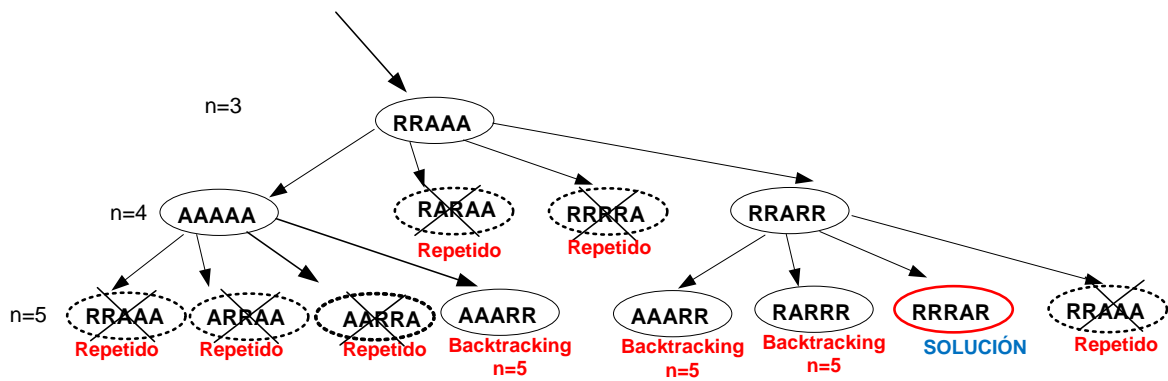 n=3
RRAAA
n=4
AAAAA
RARAA
RRRRA
RRARR
Repetido
Repetido
n=5
RRAAA
ARRAA
AARRA
AAARR
AAARR
RARRR
RRRAR
RRAAA
Repetido
Repetido
Repetido
Backtracking
n=5
Backtracking
n=5
Backtracking
n=5
SOLUCIÓN
Repetido